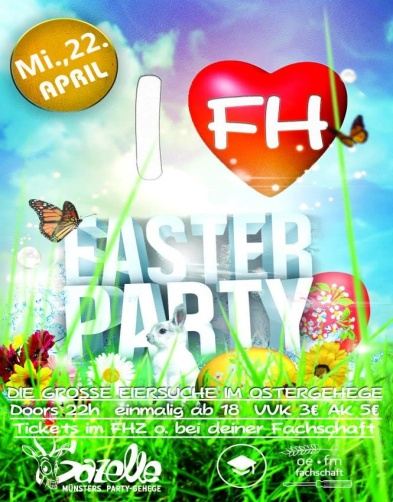 Mi.,22.
APRIL
I
FH
EASTER
PARTY
DIE GROSSE EIERSUCHE IM OSTERGEHEGE
Doors 22h einmalig ab 18 VVK 3€ AK 5€
Tickets im FHZ o. bei deiner Fachschaft
Gazelle
MÜNSTERS PARTY-GEHEGE
oe fm
fachschaft